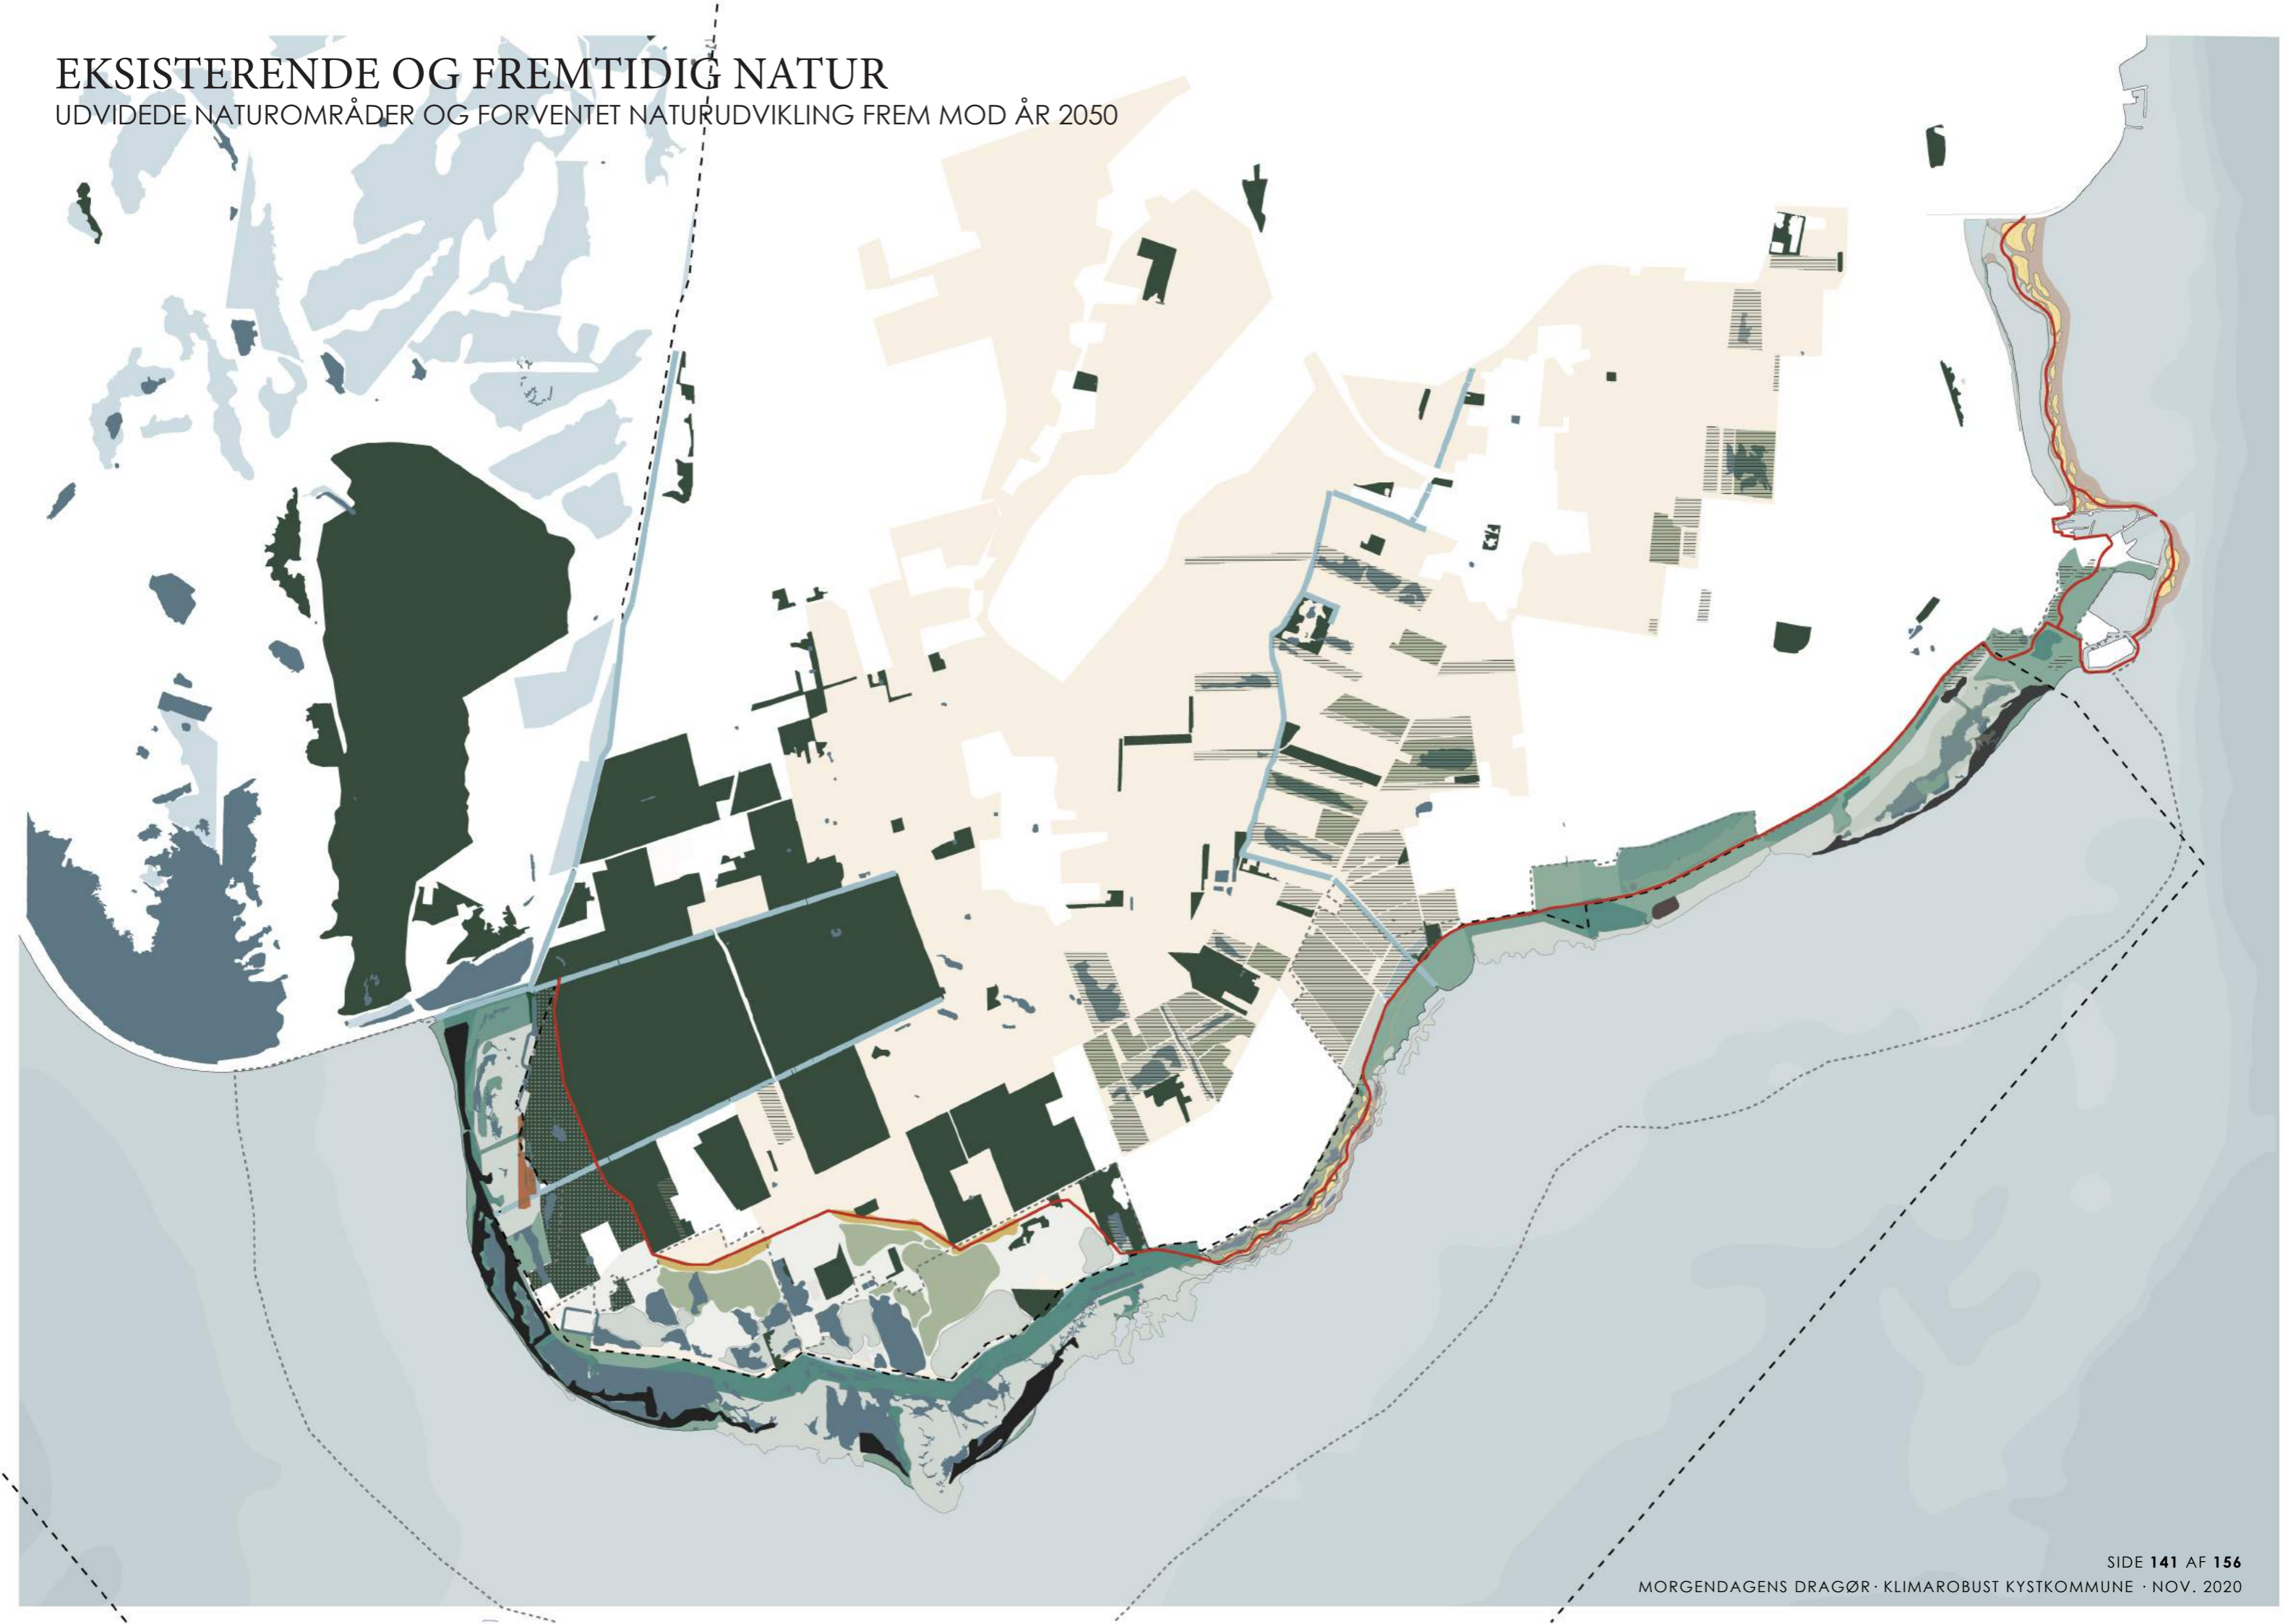 EKSISTERENDE OG FREMTIDIG NATUR
UDVIDEDE NATUROMRÅDER OG FORVENTET NATURUDVIKLING FREM MOD ÅR 2050
SIDE 141 AF 156
MORGENDAGENS DRAGØR · KLIMAROBUST KYSTKOMMUNE · NOV. 2020